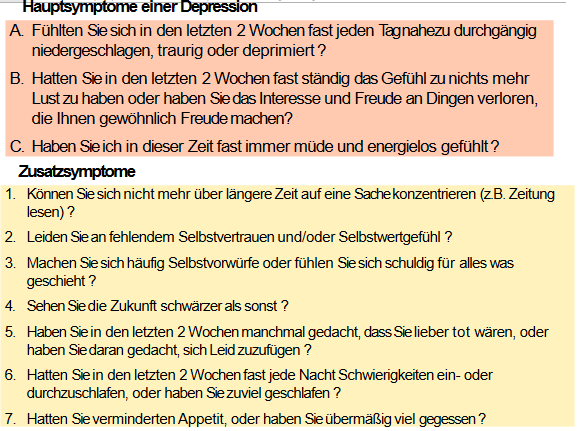 Hauptsymptome einer Depression
A. Fühlten Sie sich in den letzten 2 Wochen fast jeden Tag nahezu durchgängig
niedergeschlagen, traurig oder deprimiert ?
B. Hatten Sie in den letzten 2 Wochen fast ständig das Gefühl zu nichts mehr
Lust zu haben oder haben Sie das Interesse und Freude an Dingen verloren,
die Ihnen gewöhnlich Freude machen?
C. Haben Sie ich in dieser Zeit fast immer müde und energielos gefühlt ?
Zusatzsymptome
1. Können Sie sich nicht mehr über längere Zeit auf eine Sache konzentrieren (z.B. Zeitung
lesen) ?
2. Leiden Sie an fehlendem Selbstvertrauen und/oder Selbstwertgefühl ?
3. Machen Sie sich häufig Selbstvorwürfe oder fühlen Sie sich schuldig für alles was
geschieht ?
4. Sehen Sie die Zukunft schwärzer als sonst ?
5. Haben Sie in den letzten 2 Wochen manchmal gedacht, dass Sie lieber tot wären, oder
haben Sie daran gedacht, sich Leid zuzufügen ?
6. Hatten Sie in den letzten 2 Wochen fast jede Nacht Schwierigkeiten ein- oder
durchzuschlafen, oder haben Sie zuviel geschlafen ?
7. Hatten Sie verminderten Appetit, oder haben Sie übermäßig viel gegessen ?